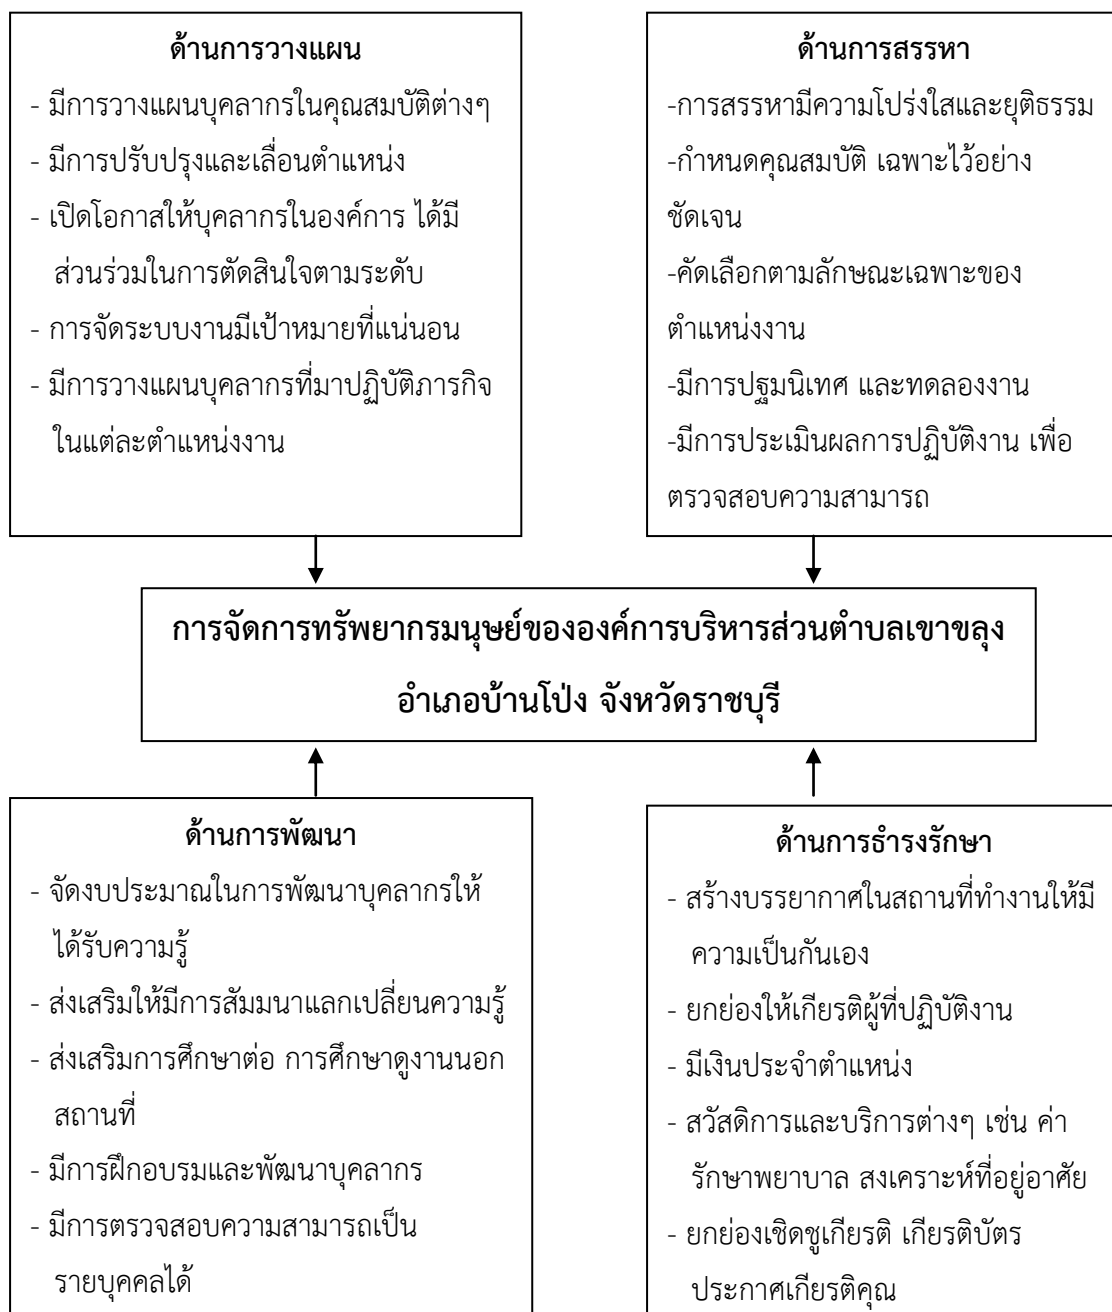 ด้านการวางแผน
- มีการวางแผนบุคลากรในคุณสมบัติต่างๆ
- มีการปรับปรุงและเลื่อนตำแหน่ง
- เปิดโอกาสให้บุคลากรในองค์การ ได้มี
ส่วนร่วมในการตัดสินใจตามระดับ
- การจัดระบบงานมีเป้าหมายที่แน่นอน
- มีการวางแผนบุคลากรที่มาปฏิบัติภารกิจ
ในแต่ละตำแหน่งงาน
ด้านการสรรหา
-การสรรหามีความโปร่งใสและยุติธรรม
-กำหนดคุณสมบัติ เฉพาะไว้อย่าง
ชัดเจน
-คัดเลือกตามลักษณะเฉพาะของ
ตำแหน่งงาน
-มีการปฐมนิเทศ และทดลองงาน
-มีการประเมินผลการปฏิบัติงาน เพื่อ
ตรวจสอบความสามารถ
การจัดการทรัพยากรมนุษย์ขององค์การบริหารส่วนตำบลเขาขลุง
อำเภอบ้านโป่ง จังหวัดราชบุรี
ด้านการพัฒนา
- จัดงบประมาณในการพัฒนาบุคลากรให้
ได้รับความรู้
- ส่งเสริมให้มีการสัมมนาแลกเปลี่ยนความรู้
- ส่งเสริมการศึกษาต่อ การศึกษาดูงานนอก
สถานที่
- มีการฝึกอบรมและพัฒนาบุคลากร
- มีการตรวจสอบความสามารถเป็น
รายบุคคลได้
ด้านการธำรงรักษา
- สร้างบรรยากาศในสถานที่ทำงานให้มี
ความเป็นกันเอง
- ยกย่องให้เกียรติผู้ที่ปฏิบัติงาน
- มีเงินประจำตำแหน่ง
- สวัสดิการและบริการต่างๆ เช่น ค่า
รักษาพยาบาล สงเคราะห์ที่อยู่อาศัย
- ยกย่องเชิดชูเกียรติ เกียรติบัตร
ประกาศเกียรติคุณ